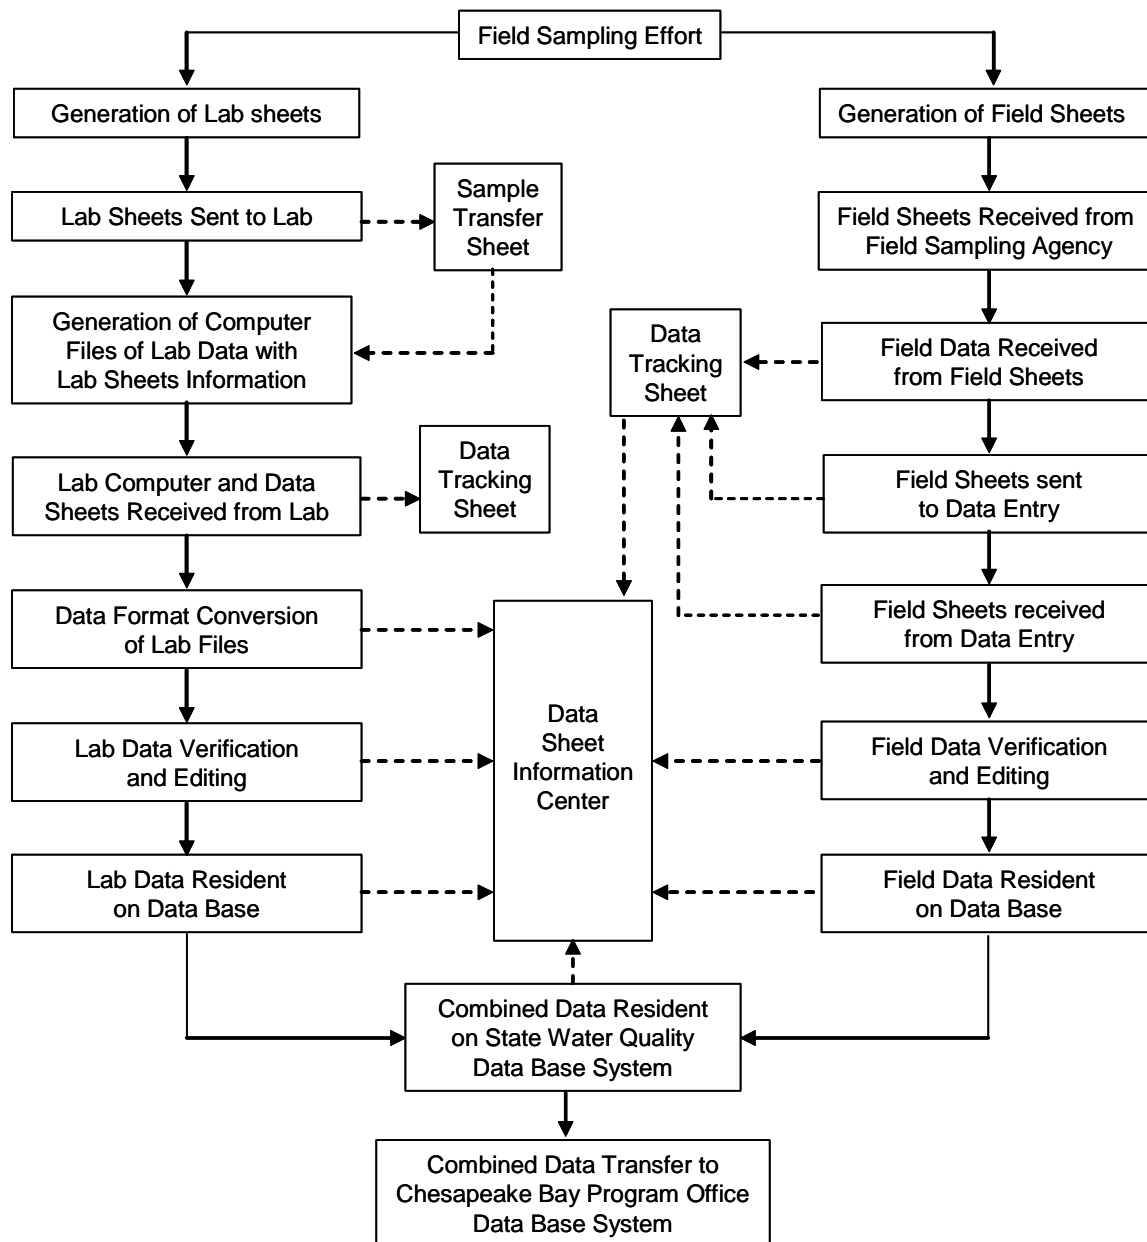 Field Sampling Effort
Generation of Lab sheets
Generation of Field Sheets
Lab Sheets Sent to Lab
Sample
Transfer
Sheet
Field Sheets Received from
Field Sampling Agency
Generation of Computer
Files of Lab Data with
Lab Sheets Information
Data
Tracking
Sheet
Field Data Received
from Field Sheets
Lab Computer and Data
Sheets Received from Lab
Data
Tracking
Sheet
Field Sheets sent
to Data Entry
Data Format Conversion
of Lab Files
Field Sheets received
from Data Entry
Data
Sheet
Information
Center
Lab Data Verification
and Editing
Field Data Verification
and Editing
Lab Data Resident
on Data Base
Field Data Resident
on Data Base
Combined Data Resident
on State Water Quality
Data Base System
Combined Data Transfer to
Chesapeake Bay Program Office
Data Base System